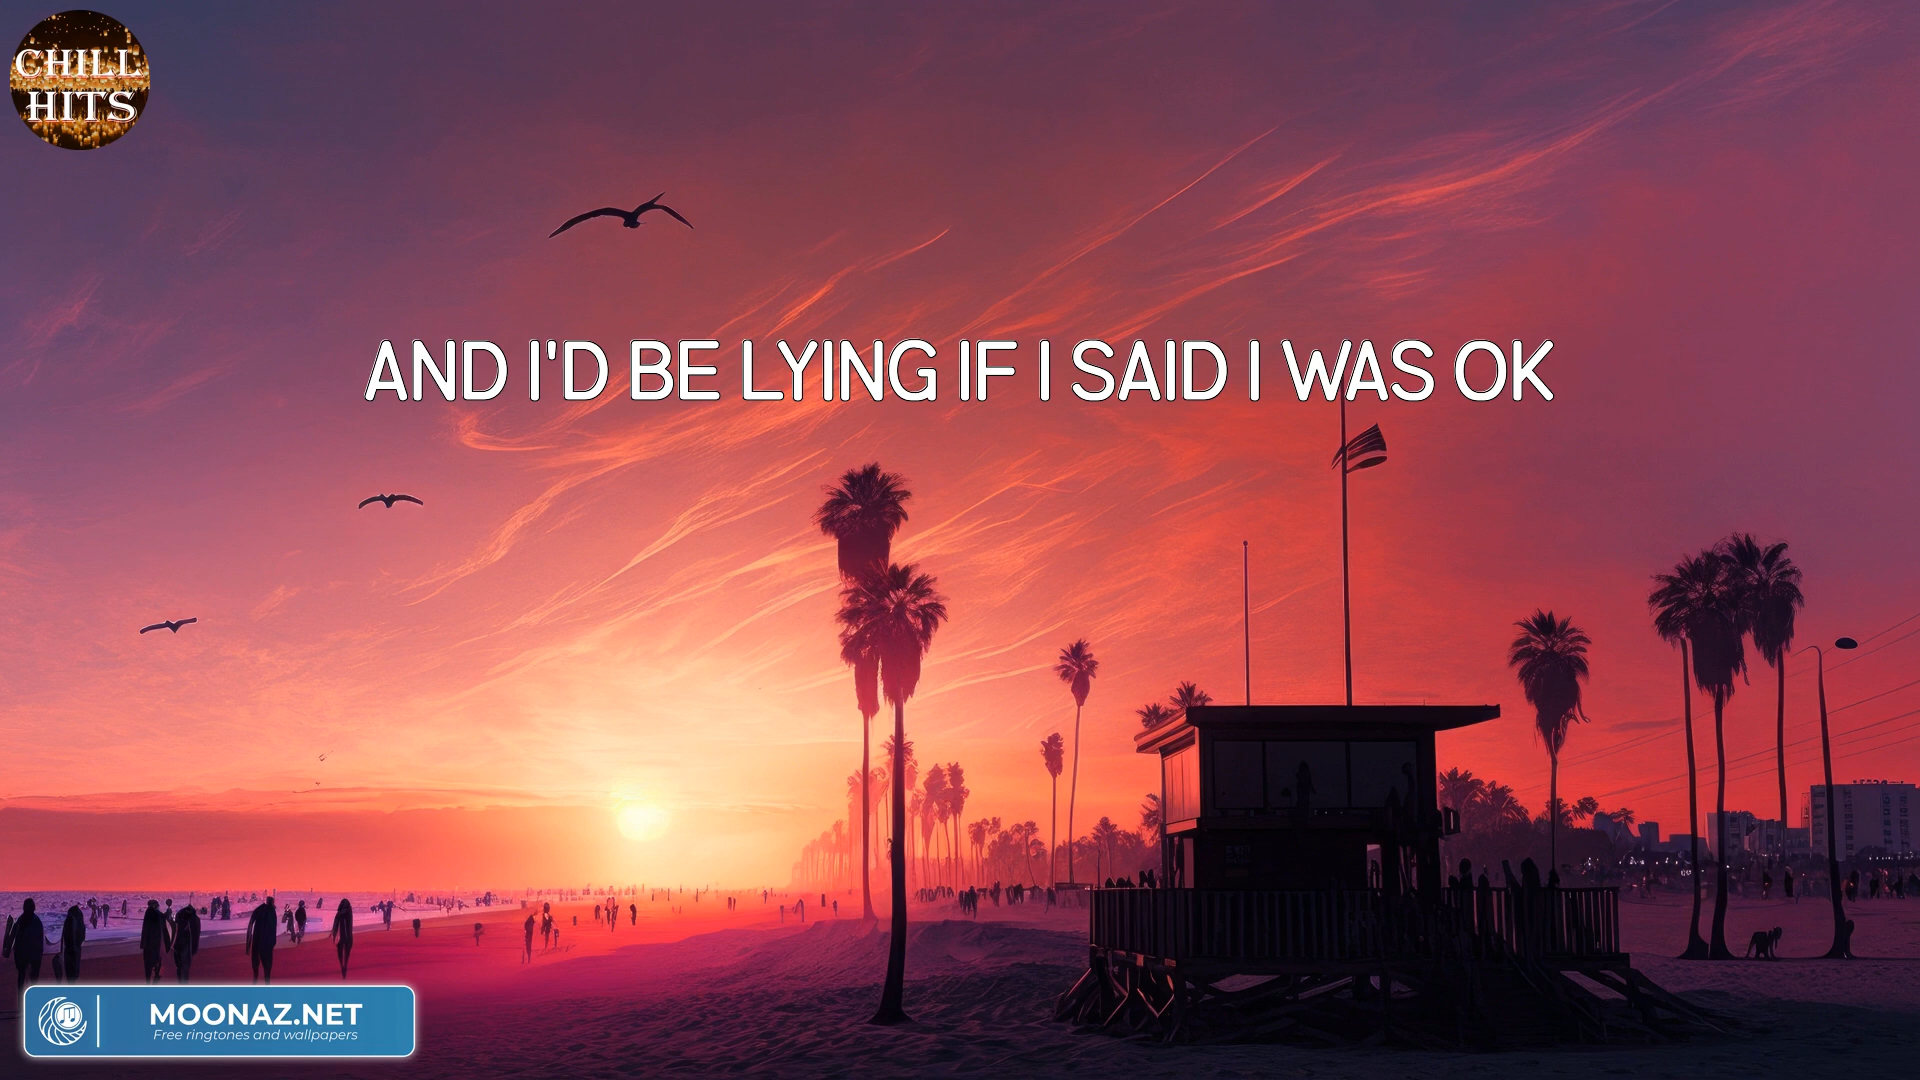 CHILL
HITS
AND I'D BE LYING IF I SAID I WAS OK
MOONAZ.NET
Free ringtones and wallpapers